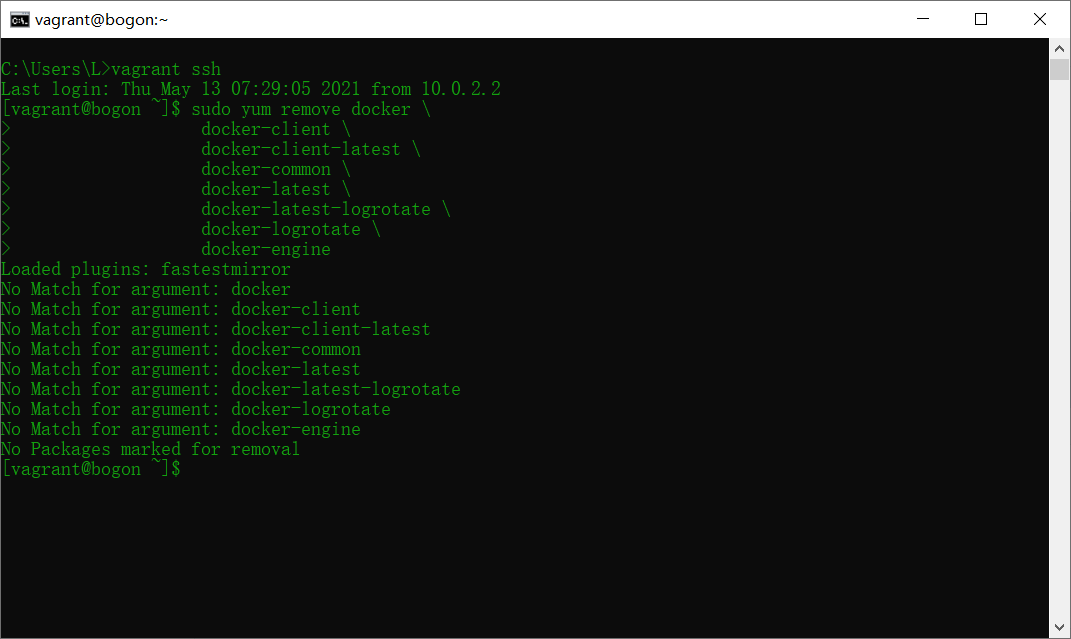 vagrant@bogon:~
C:\Users\L>vagrant ssh
Last login: Thu May 13 07:29:05 2021 from 10.0.2.2
[vagrant@bogon ~]$ sudo yum remove docker \
>                   docker-client \
>                   docker-client-latest \
>                   docker-common \
>                   docker-latest \
>                   docker-latest-logrotate \
>                   docker-logrotate \
>                   docker-engine
Loaded plugins: fastestmirror
No Match for argument: docker
No Match for argument: docker-client
No Match for argument: docker-client-latest
No Match for argument: docker-common
No Match for argument: docker-latest
No Match for argument: docker-latest-logrotate
No Match for argument: docker-logrotate
No Match for argument: docker-engine
No Packages marked for removal
[vagrant@bogon ~]$